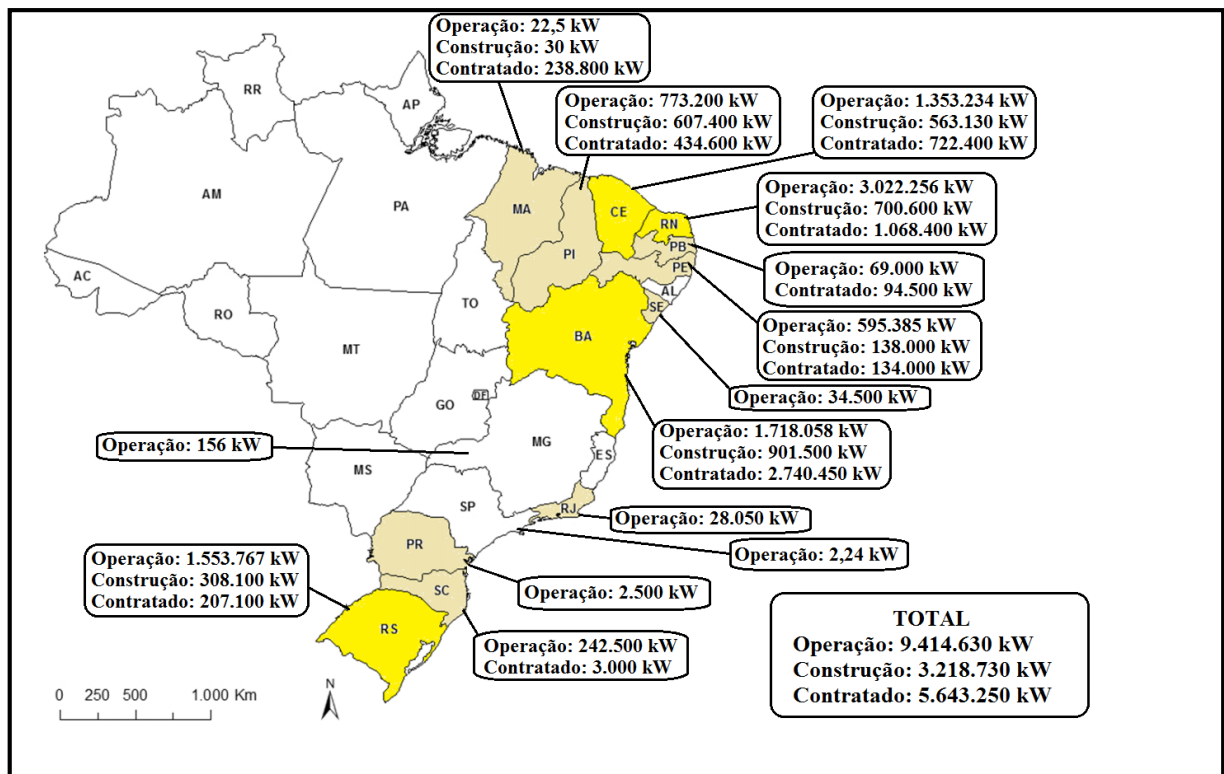 Operação: 22,5 kW
Construção: 30 kW
Contratado: 238.800 kW
Operação: 773.200 kW
Construção: 607.400 kW
Contratado: 434.600 kW
Operação: 1.353.234 kW
Construção: 563.130 kW
Contratado: 722.400 kW
Operação: 3.022.256 kW
Construção: 700.600 kW
Contratado: 1.068.400 kW
Operação: 69.000 kW
Contratado: 94.500 kW
Operação: 595.385 kW
Construção: 138.000 kW
Contratado: 134.000 kW
Operação: 34.500 kW
Operação: 1.718.058 kW
Construção: 901.500 kW
Contratado: 2.740.450 kW
Operação: 156 kW
Operação: 28.050 kW
Operação: 2,24 kW
Operação: 2.500 kW
Operação: 1.553.767 kW
Construção: 308.100 kW
Contratado: 207.100 kW
Operação: 242.500 kW
Contratado: 3.000 kW
RR
AP
AM
PA
MA
CE
RN
PB
PI
PE
AL
SE
AC
RO
TO
BA
MT
DF
GO
MG
ES
MS
SP
RJ
PR
SC
RS
TOTAL
Operação: 9.414.630 kW
Construção: 3.218.730 kW
Contratado: 5.643.250 kW
N
0 250 500 1.000 Km